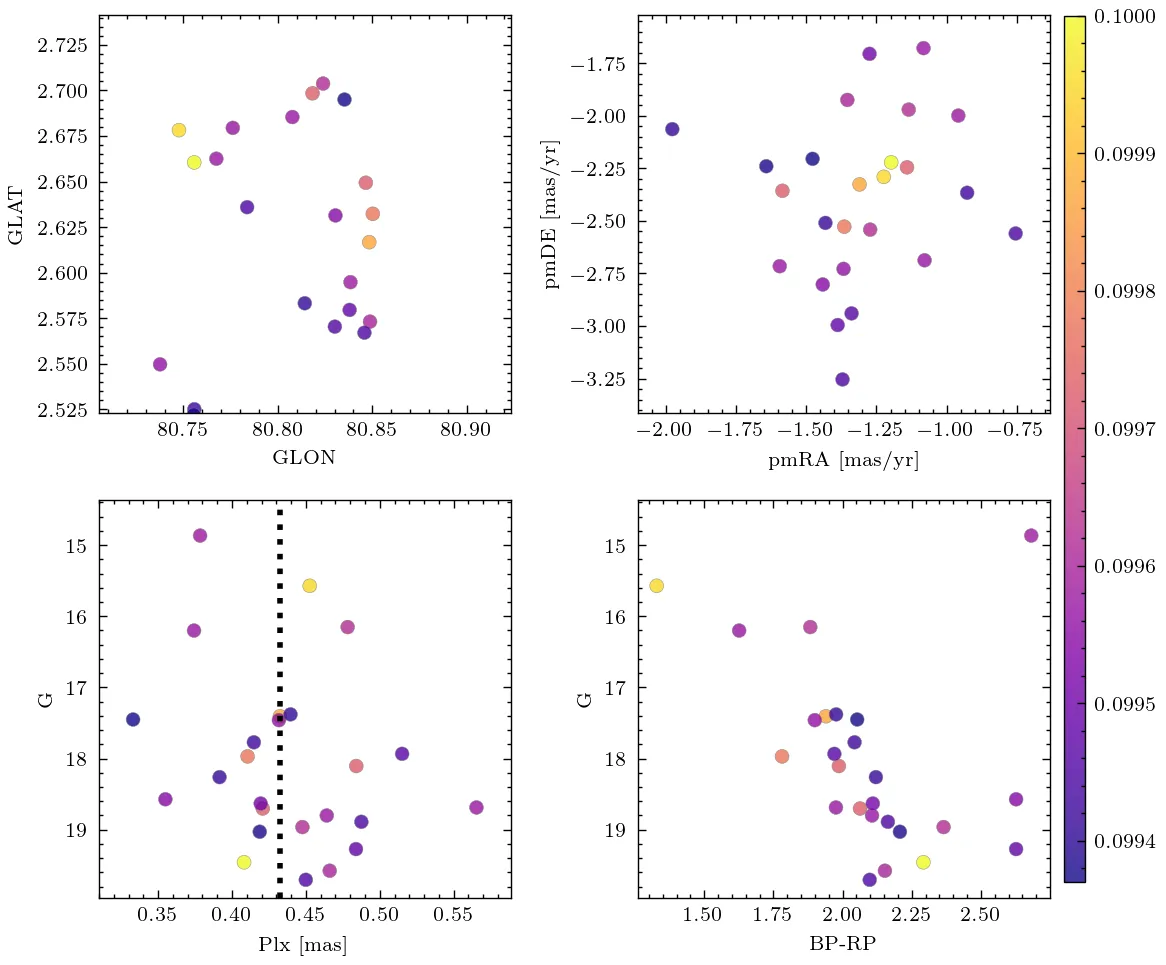 2.725
2.700
2.675
2.650
2.625
2.600
2.575
2.550
2.525
GLAT
80.75 80.80 80.85 80.90
GLON
−1.75
−2.00
−2.25
−2.50
−2.75
−3.00
−3.25
pmDE [mas/yr]
−2.00 −1.75 −1.50 −1.25 −1.00 −0.75
pmRA [mas/yr]
0.1000
0.0999
0.0998
0.0997
0.0996
0.0995
0.0994
15
16
17
18
19
G
0.35 0.40 0.45 0.50 0.55
Plx [mas]
15
16
17
18
19
G
1.50 1.75 2.00 2.25 2.50
BP-RP